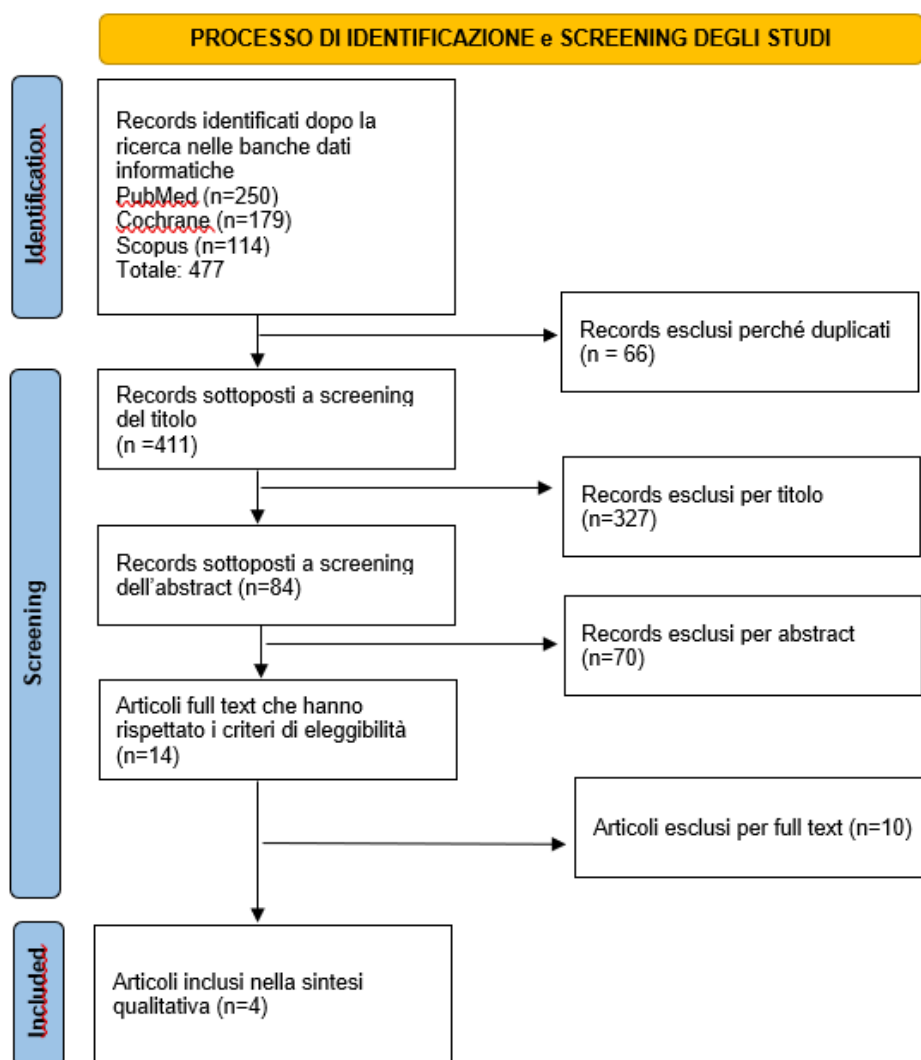 PROCESSO DI IDENTIFICAZIONE e SCREENING DEGLI STUDI
Identification
Records identificati dopo la
ricerca nelle banche dati
informatiche
PubMed (n=250)
Cochrane (n=179)
Scopus (n=114)
Totale: 477
Records esclusi perché duplicati
(n = 66)
Screening
Records sottoposti a screening
del titolo
(n =411)
Records esclusi per titolo
(n=327)
Records sottoposti a screening
dell'abstract (n=84)
Records esclusi per abstract
(n=70)
Articoli full text che hanno
rispettato i criteri di eleggibilità
(n=14)
Articoli esclusi per full text (n=10)
Included
Articoli inclusi nella sintesi
qualitativa (n=4)